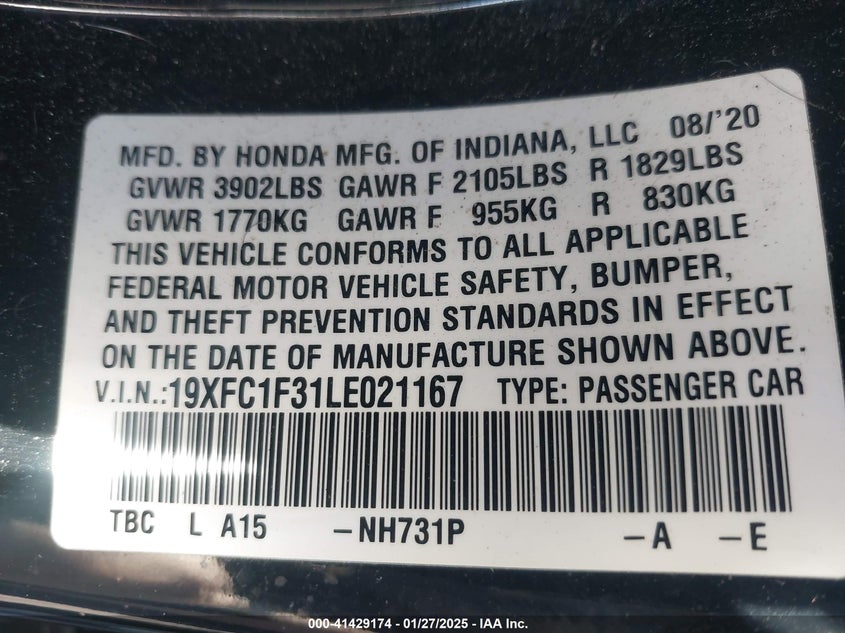 MFD. BY HONDA MFG. OF INDIANA, LLC 08/'20
GVWR 3902LBS GAWR F 2105LBS R 1829LBS
GVWR 1770KG GAWR F 955KG R 830KG
THIS VEHICLE CONFORMS TO ALL APPLICABLE
FEDERAL MOTOR VEHICLE SAFETY, BUMPER,
AND THEFT PREVENTION STANDARDS IN EFFECT
ON THE DATE OF MANUFACTURE SHOWN ABOVE.
V.I.N.:19XFC1F31LE021167 TYPE: PASSENGER CAR
TBC L A15 -NH731P -A -E
000-41429174 | 01/27/2025 - IAA Inc.